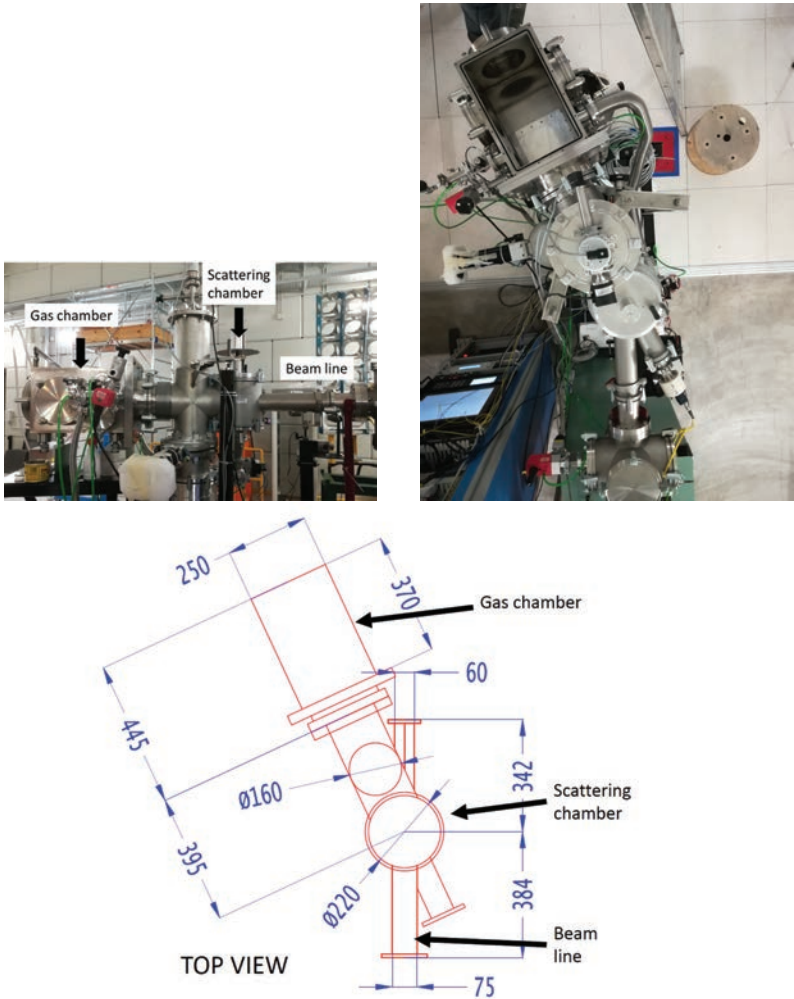 Scattering
chamber
Gas chamber
Beam line
250
370
Gas chamber
60
445
342
Ø160
Scattering
chamber
395
Ø220
384
Beam
line
TOP VIEW
75